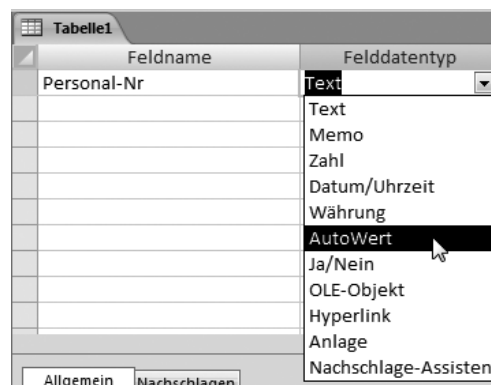 Tabelle1
Feldname Felddatentyp
Personal-Nr Text
Text
Memo
Zahl
Datum/Uhrzeit
Währung
AutoWert
Ja/Nein
OLE-Objekt
Hyperlink
Anlage
Nachschlage-Assisten
Allgemein Nachschlagen